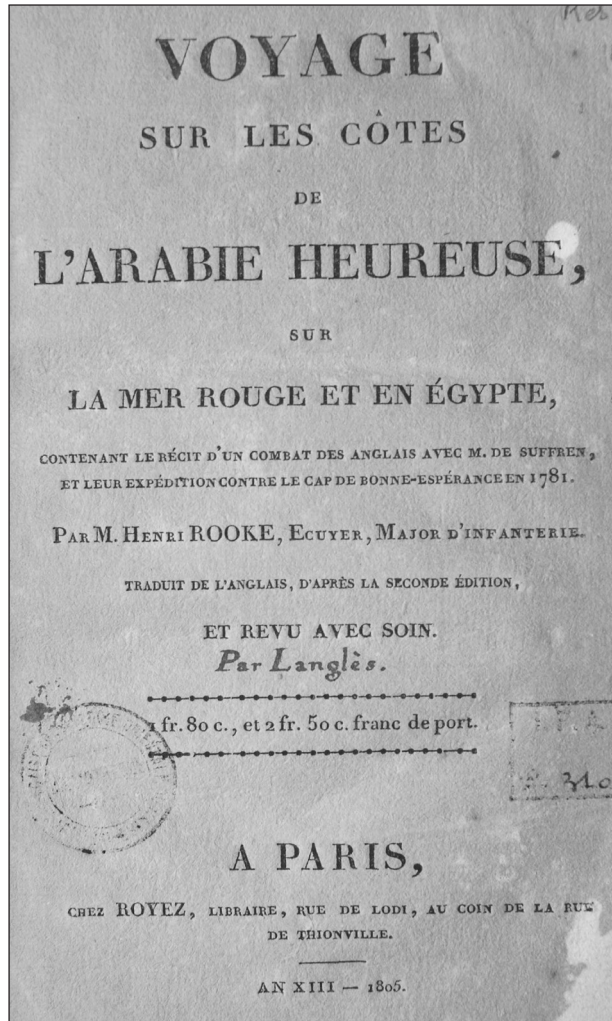 Res
VOYAGE
SUR LES CÔTES
DE
L'ARABIE HEUREUSE,
SUR
LA MER ROUGE ET EN ÉGYPTE,
CONTENANT LE RÉCIT D'UN COMBAT DES ANGLAIS AVEC M. DE SUFFREN,
ET LEUR EXPÉDITION CONTRE LE CAP DE BONNE-ESPÉRANCE EN 1781.
PAR M. HENRI ROOKE, ECUYER, MAJOR D'INFANTERIE.
TRADUIT DE L'ANGLAIS, D'APRÈS LA SECONDE ÉDITION,
ET REVU AVEC SOIN.
Par Langlès.
1 fr. 80 c., et 2 fr. 50 c. franc de port.
310
A PARIS,
CHEZ ROYEZ, LIBRAIRE, RUE DE LODI, AU COIN DE LA RUE
DE THIONVILLE.
AN XIII — 1805.